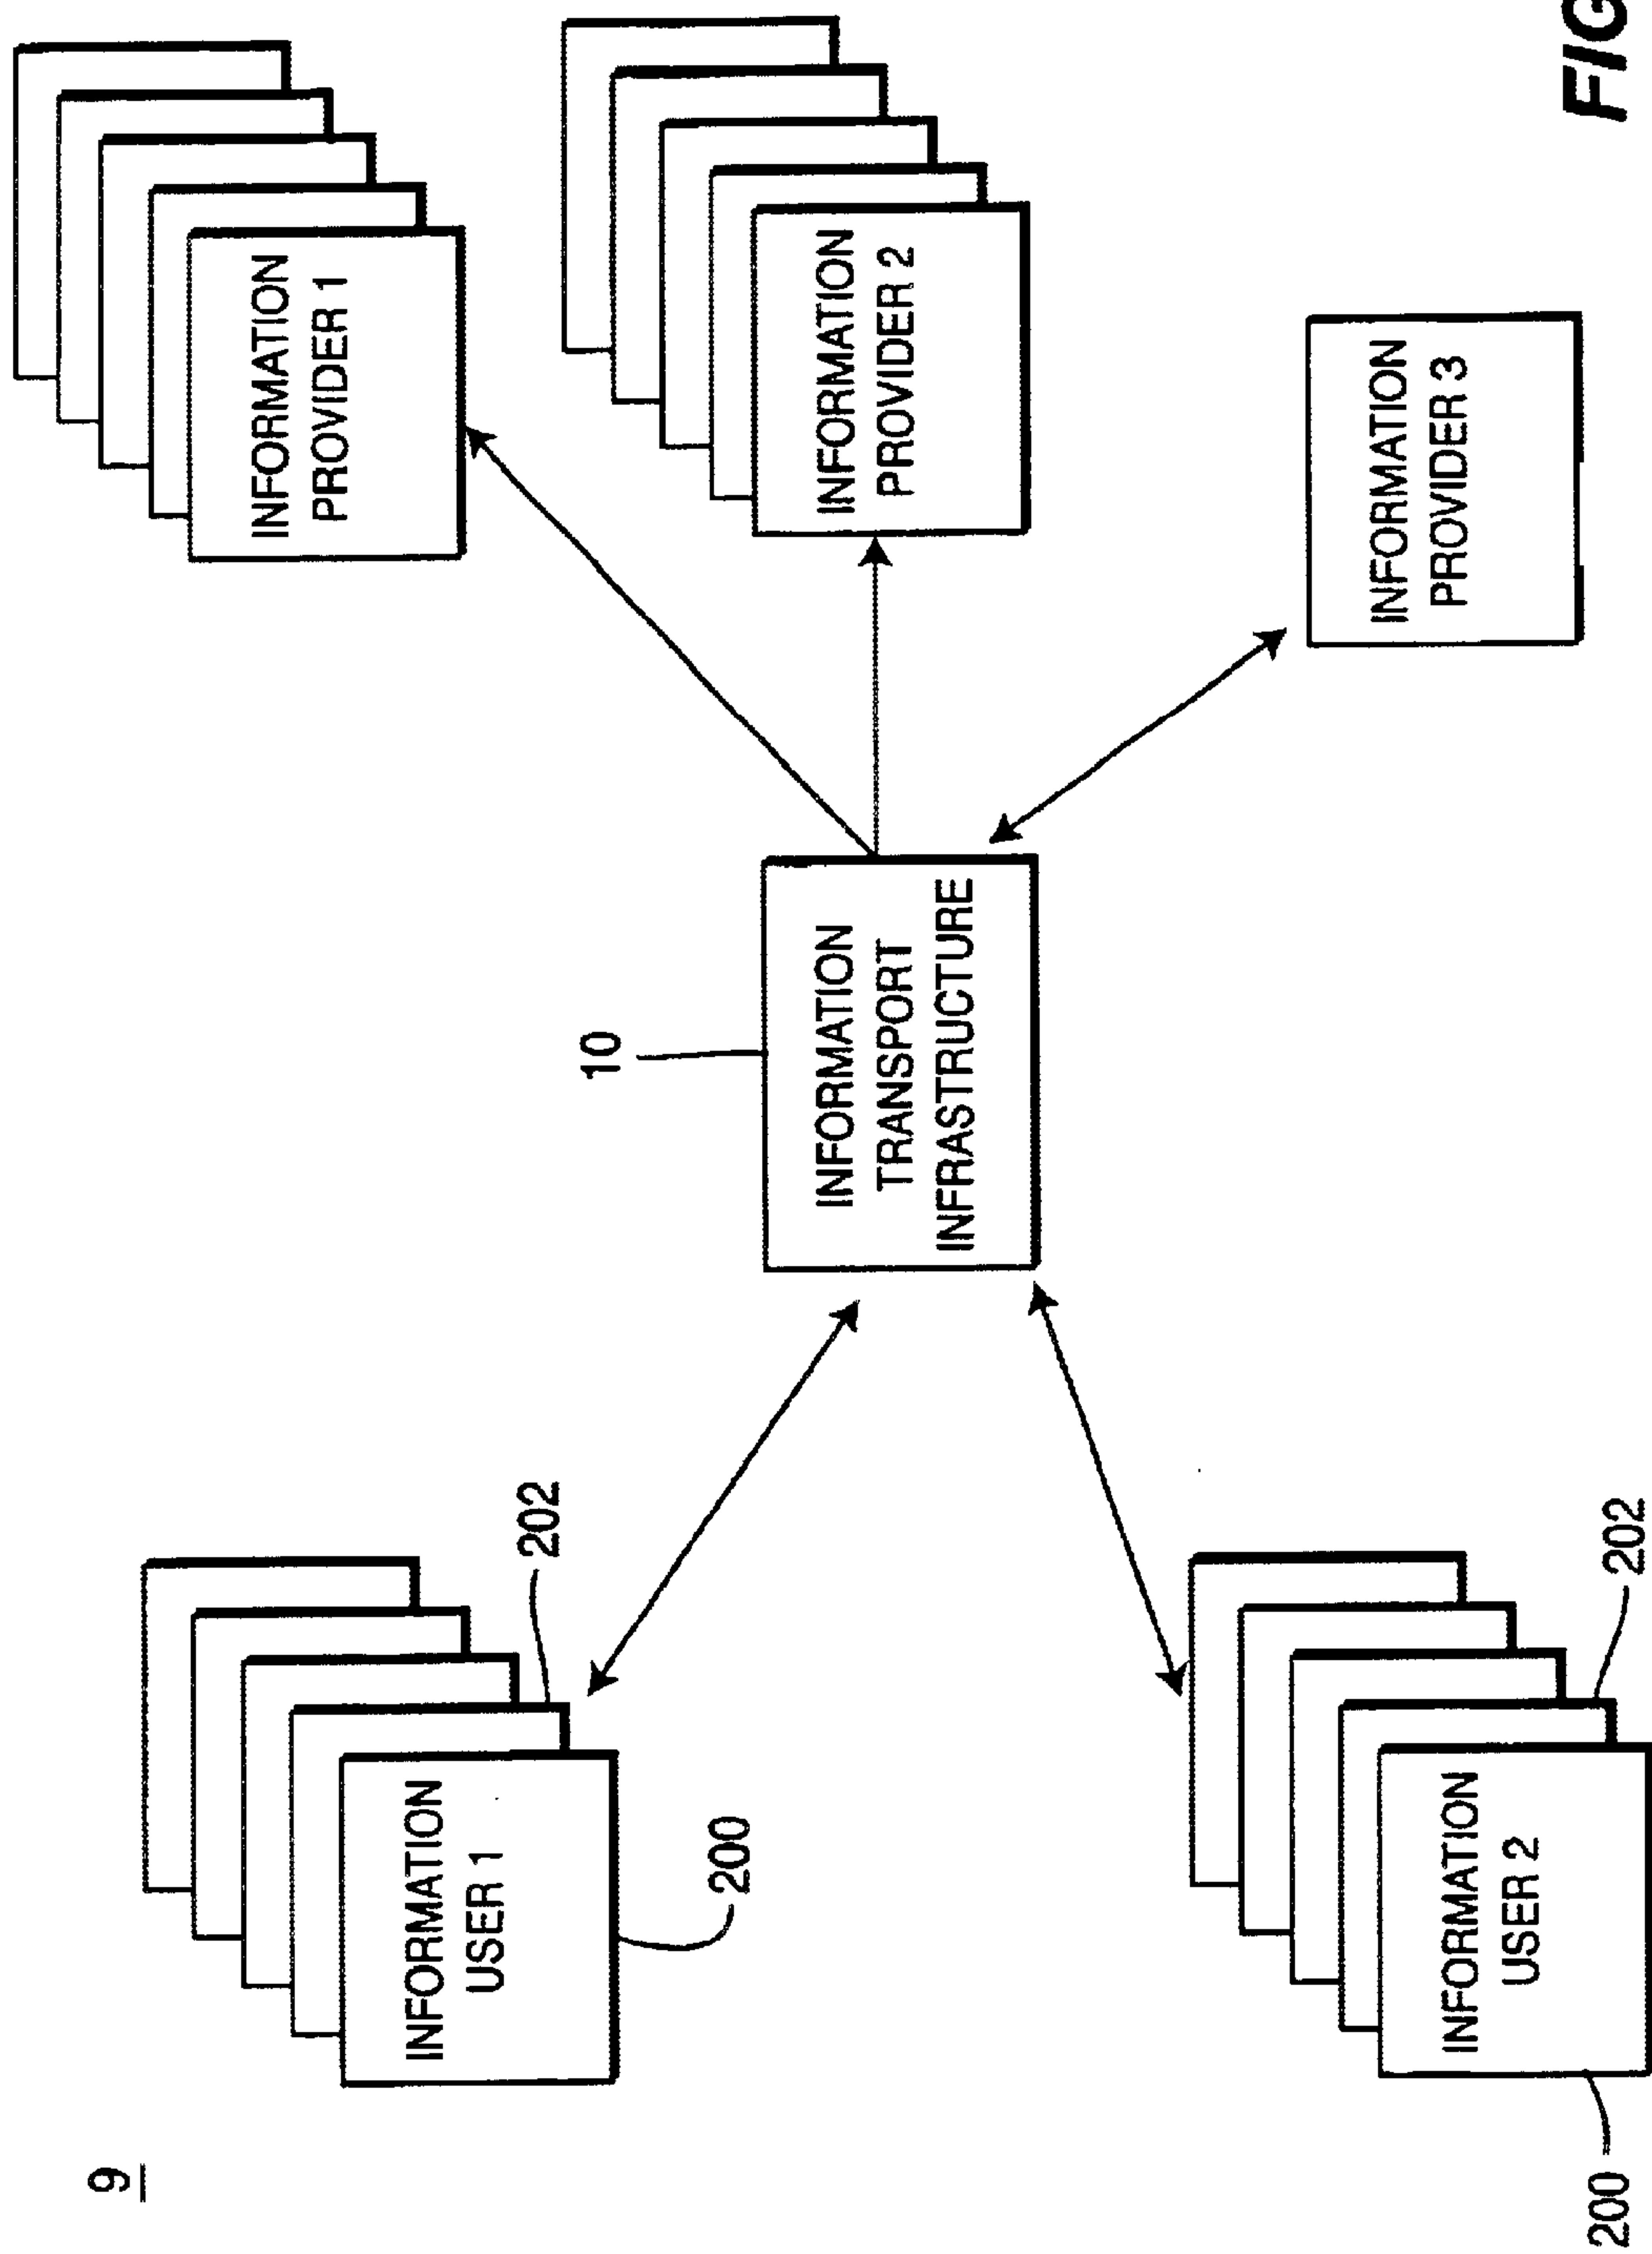 9
INFORMATION
PROVIDER 1
INFORMATION
USER 1
202
200
10
INFORMATION
TRANSPORT
INFRASTRUCTURE
INFORMATION
PROVIDER 2
INFORMATION
PROVIDER 3
INFORMATION
USER 2
202
200
FIG